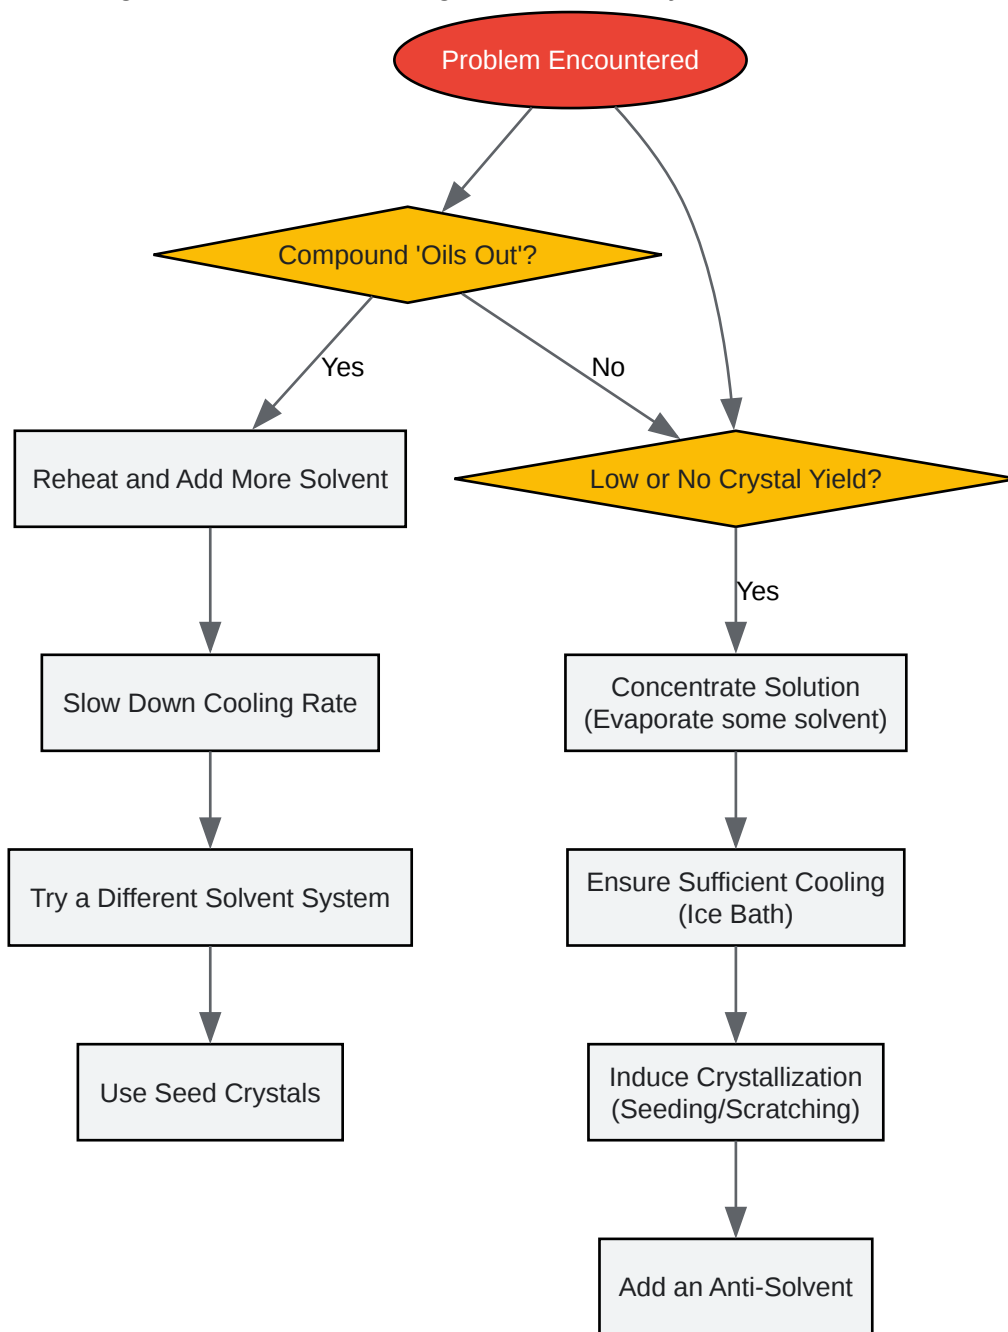 Problem Encountered
Compound 'Oils Out'?
Yes
No
Reheat and Add More Solvent
Low or No Crystal Yield?
Yes
Slow Down Cooling Rate
Concentrate Solution
(Evaporate some solvent)
Try a Different Solvent System
Ensure Sufficient Cooling
(Ice Bath)
Use Seed Crystals
Induce Crystallization
(Seeding/Scratching)
Add an Anti-Solvent